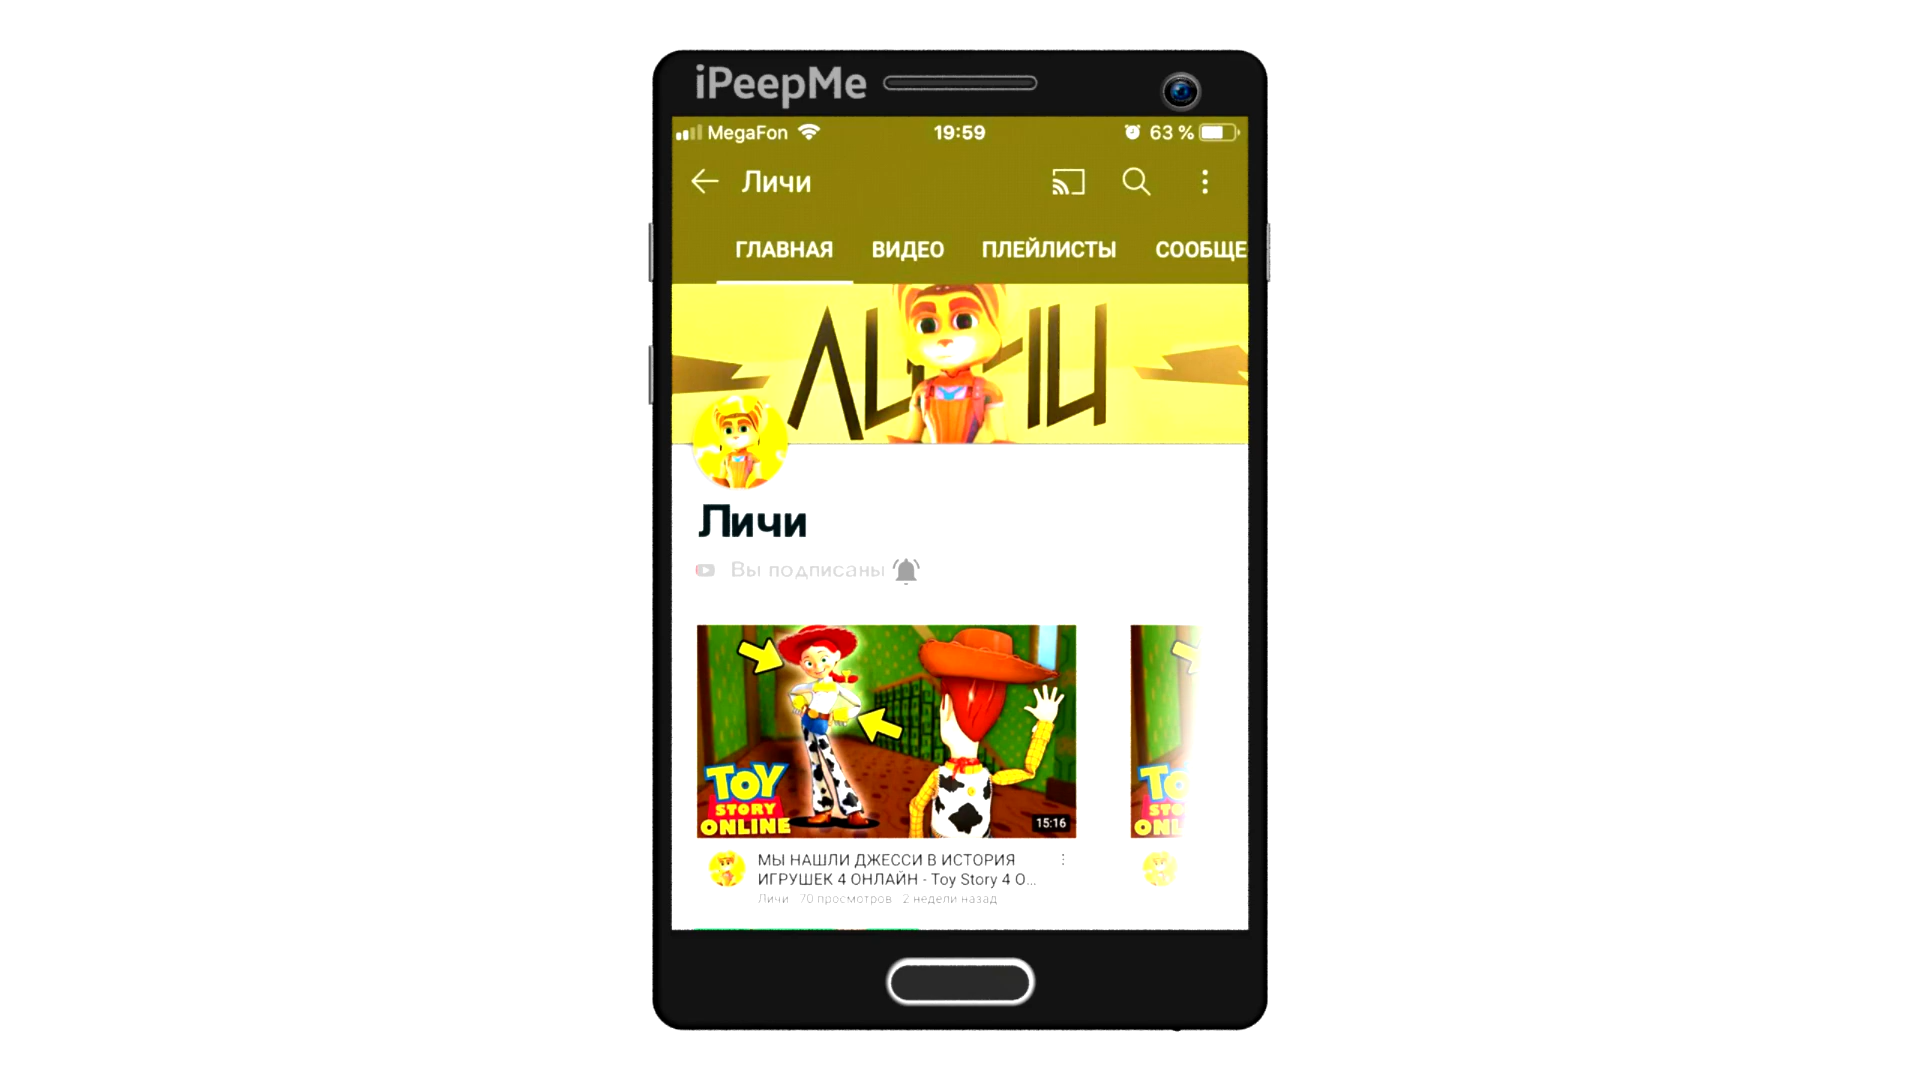 iPeepMe
MegaFon 19:59 63 %
Личи
ГЛАВНАЯ ВИДЕО ПЛЕЙЛИСТЫ СООБЩЕ
Личи
Вы подписаны
TOY
STORY
ONLINE
15:16
МЫ НАШЛИ ДЖЕССИ В ИСТОРИЯ
ИГРУШЕК 4 ОНЛАЙН - Toy Story 4 O...
Личи 70 просмотров 2 недели назад